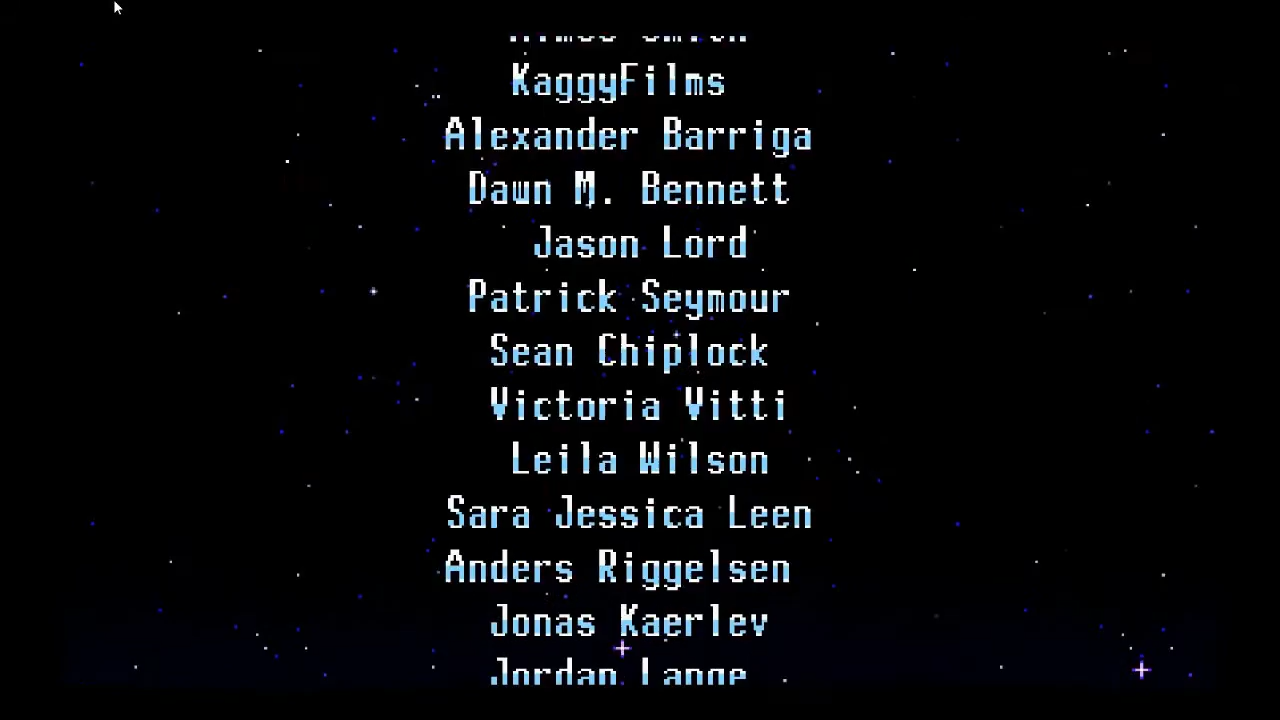 KaggyFilms
Alexander Barriga
Dawn M. Bennett
Jason Lord
Patrick Seymour
Sean Chiplock
Victoria Vitti
Leila Wilson
Sara Jessica Leen
Anders Riggelsen
Jonas Kaerlev
Jordan Lange